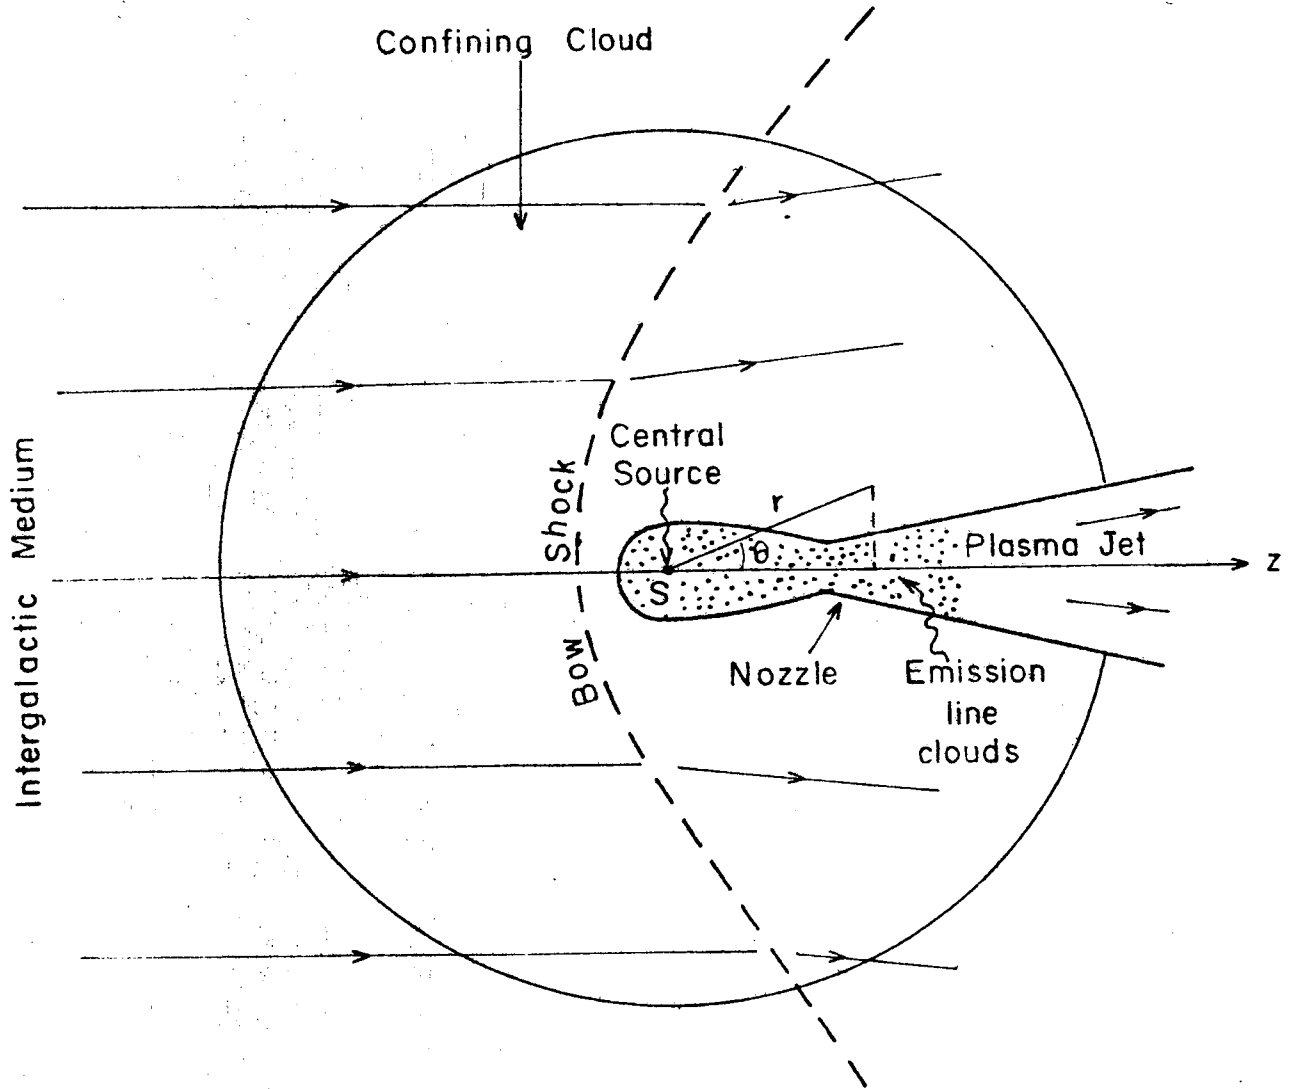 Confining Cloud
Intergalactic Medium
Bow Shock
Central
Source
r
θ
S
Plasma Jet
z
Nozzle
Emission
line
clouds